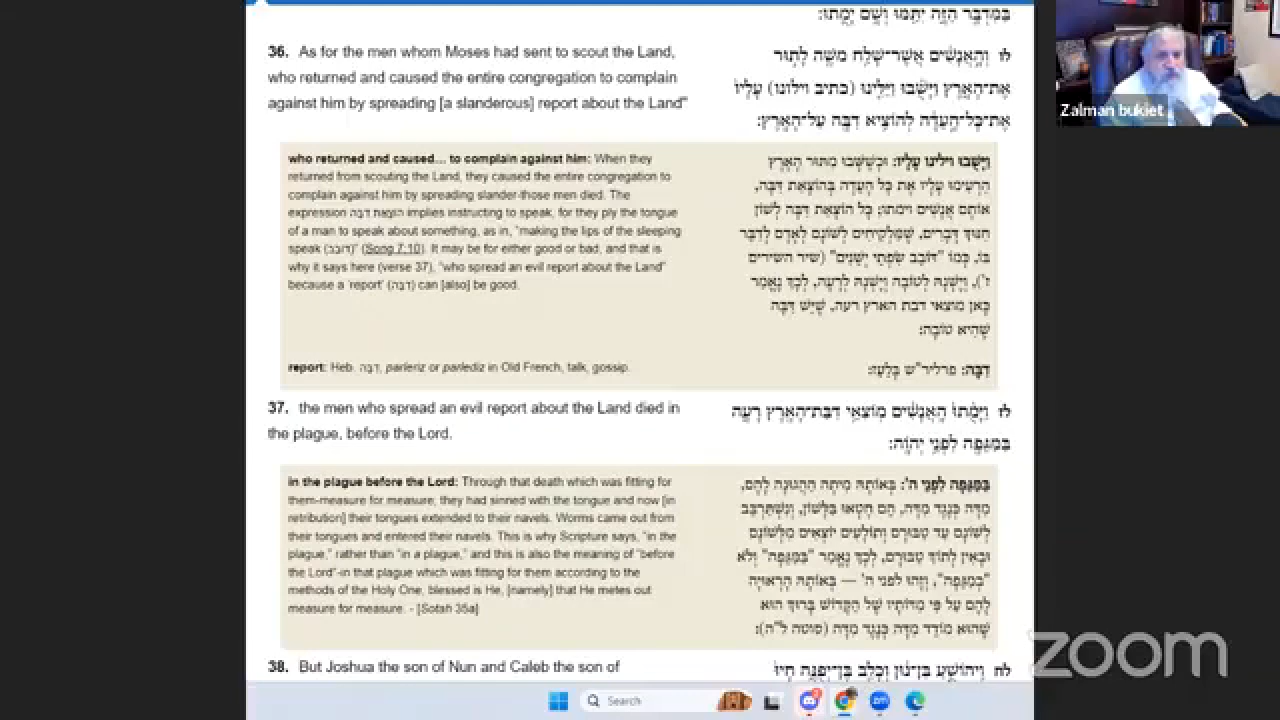 בַּמִּדְבָּר הַזֶּה יִתַּמּוּ וְשָׁם יָמֻתוּ:
36. As for the men whom Moses had sent to scout the Land,
who returned and caused the entire congregation to complain
against him by spreading [a slanderous] report about the Land"
לו וְהָאֲנָשִׁים אֲשֶׁר־שָׁלַח מֹשֶׁה לָתוּר
אֶת־הָאָרֶץ וַיָּשֻׁבוּ וַיַּלִּינוּ (כתיב וילונו) עָלָיו
אֶת־כָּל־הָעֵדָה לְהוֹצִיא דִבָּה עַל־הָאָרֶץ:
who returned and caused... to complain against him: When they
returned from scouting the Land, they caused the entire congregation to
complain against him by spreading slander-those men died. The
expression הוֹצָאַת דִּבָּה implies instructing to speak, for they ply the tongue
of a man to speak about something, as in, "making the lips of the sleeping
speak (דּוֹבֵב)" (Song 7:10). It may be for either good or bad, and that is
why it says here (verse 37), "who spread an evil report about the Land"
because a 'report' (דִּבָּה) can [also] be good.
וַיָּשֻׁבוּ וילינו עָלָיו: וּכְשֶׁשָּׁבוּ מִתּוּר הָאָרֶץ
הִרְעִימוּ עָלָיו אֶת כָּל הָעֵדָה בְּהוֹצָאַת דִּבָּה,
אוֹתָם אֲנָשִׁים וימתו; כָּל הוֹצָאַת דִּבָּה לְשׁוֹן
חִנּוּךְ דְּבָרִים, שֶׁמַּלְקִיחִים לְשׁוֹנָם לְאָדָם לְדַבֵּר
בּוֹ, כְּמוֹ "דּוֹבֵב שִׂפְתֵי יְשֵׁנִים" (שיר השירים
ז'), וְיֶשְׁנָהּ לְטוֹבָה וְיֶשְׁנָהּ לְרָעָה, לְכָךְ נֶאֱמַר
כָּאן מוֹצאי דבת הארץ רעה, שֶׁיֵּשׁ דִּבָּה
שֶׁהִיא טוֹבָה:
report: Heb. דִּבָּה, parleriz or parlediz in Old French, talk, gossip.
דִּבָּה: פרליר"ש בְּלַעַז:
37. the men who spread an evil report about the Land died in
the plague, before the Lord.
לז וַיָּמֻתוּ הָאֲנָשִׁים מוֹצִאֵי דִבַּת־הָאָרֶץ רָעָה
בַּמַּגֵּפָה לִפְנֵי יְהוָֹה:
in the plague before the Lord: Through that death which was fitting for
them-measure for measure; they had sinned with the tongue and now [in
retribution] their tongues extended to their navels. Worms came out from
their tongues and entered their navels. This is why Scripture says, "in the
plague," rather than "in a plague," and this is also the meaning of "before
the Lord"-in that plague which was fitting for them according to the
methods of the Holy One, blessed is He, [namely] that He metes out
measure for measure. - [Sotah 35a]
בַּמַּגֵּפָה לִפְנֵי ה': בְּאוֹתָהּ מִיתָה הַהֲגוּנָה לָהֶם,
מִדָּה כְּנֶגֶד מִדָּה, הֵם חָטְאוּ בְּלָשׁוֹן, וְנִשְׁתַּרְבֵּב
לְשׁוֹנָם עַד טַבּוּרָם וְתוֹלָעִים יוֹצְאִים מִלְּשׁוֹנָם
וּבָאִין לְתוֹךְ טַבּוּרָם, לְכָךְ נֶאֱמַר "בַּמַּגֵּפָה" וְלֹא
"בְּמַגֵּפָה", וְזֶהוּ לפני ה' — בְּאוֹתָהּ הָרְאוּיָה
לָהֶם עַל פִּי מִדּוֹתָיו שֶׁל הַקָּדוֹשׁ בָּרוּךְ הוּא
שֶׁהוּא מוֹדֵד מִדָּה כְּנֶגֶד מִדָּה (סוטה ל"ה):
38. But Joshua the son of Nun and Caleb the son of
לח וִיהוֹשֻׁעַ בִּן־נוּן וְכָלֵב בֶּן־יְפֻנֶּה חָיוּ
Zalman bukiet
zoom
Search